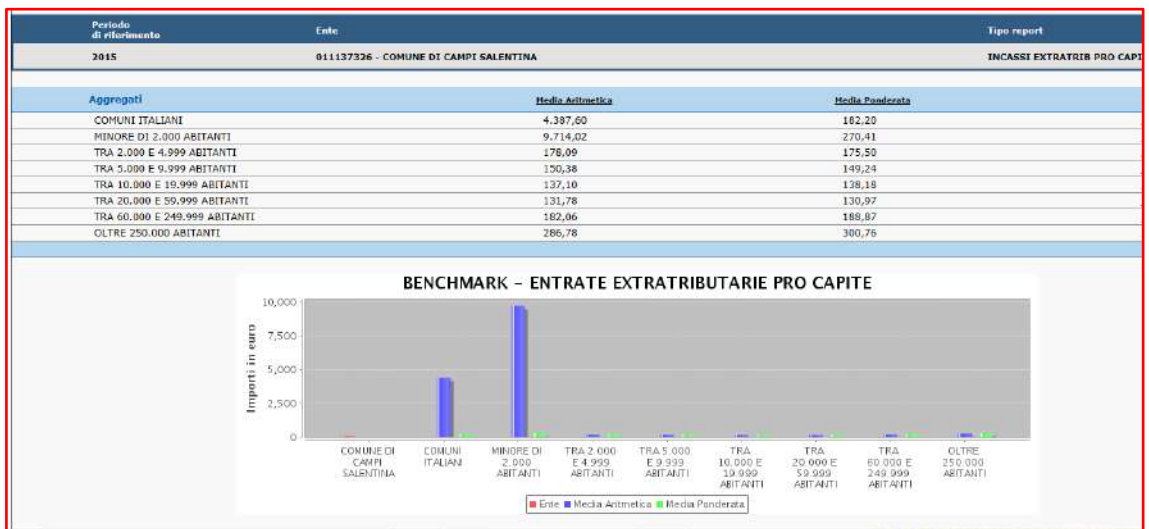 Periodo
di riferimento Ente Tipo report
2015 011137326 - COMUNE DI CAMPI SALENTINA INCASSI EXTRATRIB PRO CAPI
Aggregati Media Aritmetica Media Ponderata
COMUNI ITALIANI 4.387,60 182,20
MINORE DI 2.000 ABITANTI 9.714,02 270,41
TRA 2.000 E 4.999 ABITANTI 178,09 175,50
TRA 5.000 E 9.999 ABITANTI 150,38 149,24
TRA 10.000 E 19.999 ABITANTI 137,10 138,18
TRA 20.000 E 59.999 ABITANTI 131,78 130,97
TRA 60.000 E 249.999 ABITANTI 182,06 188,87
OLTRE 250.000 ABITANTI 286,78 300,76
BENCHMARK - ENTRATE EXTRATRIBUTARIE PRO CAPITE
Importi in euro
10,000
7,500
5,000
2,500
0
COMUNE DI CAMPI SALENTINA
COMUNI ITALIANI
MINORE DI 2.000 ABITANTI
TRA 2.000 E 4.999 ABITANTI
TRA 5.000 E 9.999 ABITANTI
TRA 10.000 E 19.999 ABITANTI
TRA 20.000 E 59.999 ABITANTI
TRA 60.000 E 249.999 ABITANTI
OLTRE 250.000 ABITANTI
Ente Media Aritmetica Media Ponderata